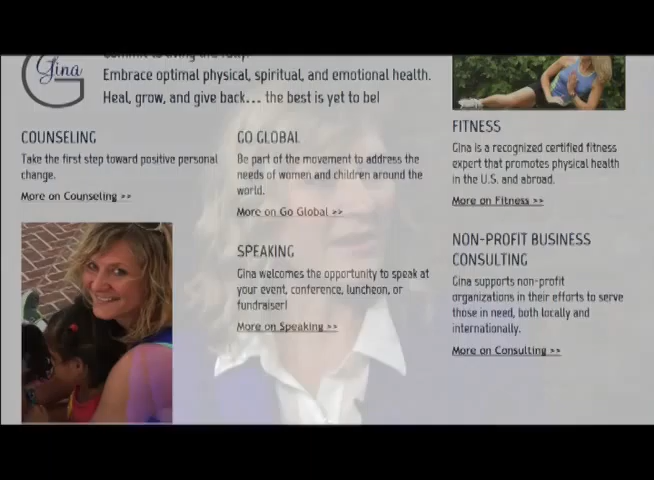 Gina
Embrace optimal physical, spiritual, and emotional health.
Heal, grow, and give back... the best is yet to be!
COUNSELING
Take the first step toward positive personal
change.
More on Counseling >>
GO GLOBAL
Be part of the movement to address the
needs of women and children around the
world.
More on Go Global >>
SPEAKING
Gina welcomes the opportunity to speak at
your event, conference, luncheon, or
fundraiser!
More on Speaking >>
FITNESS
Gina is a recognized certified fitness
expert that promotes physical health
in the U.S. and abroad.
More on Fitness >>
NON-PROFIT BUSINESS
CONSULTING
Gina supports non-profit
organizations in their efforts to serve
those in need, both locally and
internationally.
More on Consulting >>